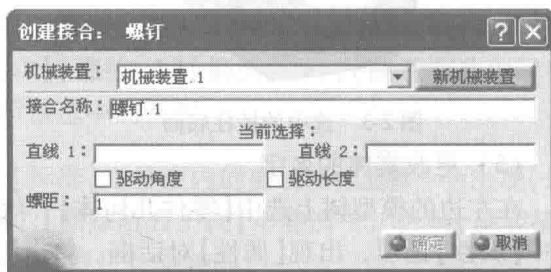 创建接合： 螺钉
机械装置： 机械装置.1 新机械装置
接合名称： 螺钉.1
当前选择：
直线 1： 直线 2：
驱动角度 驱动长度
螺距： 1
确定 取消